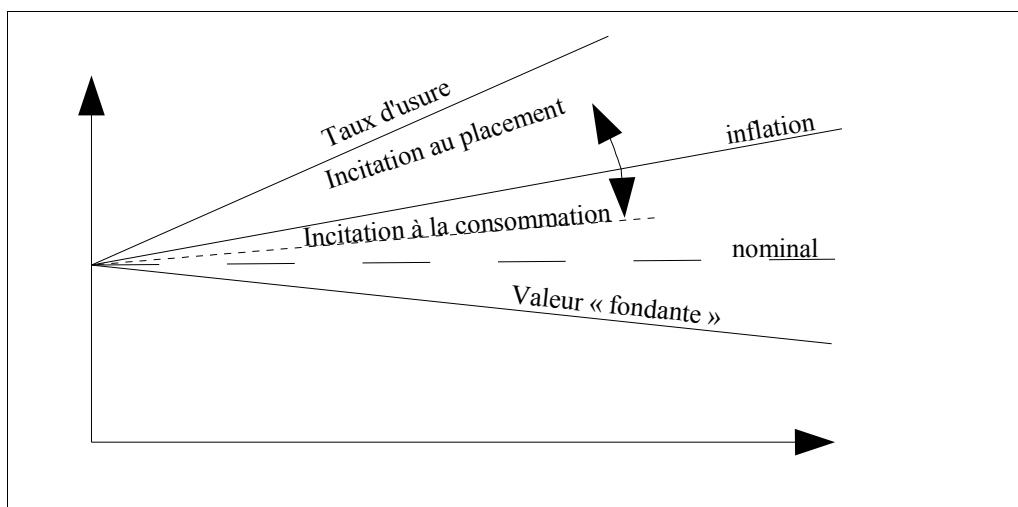 Taux d'usure
Incitation au placement
inflation
Incitation à la consommation
nominal
Valeur « fondante »